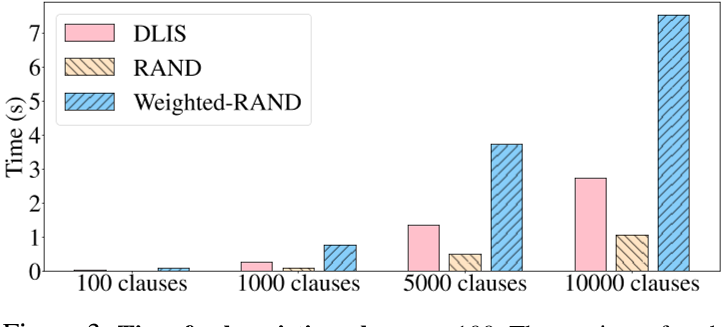 DLIS
RAND
Weighted-RAND
Time (s)
7
6
5
4
3
2
1
0
100 clauses 1000 clauses 5000 clauses 10000 clauses